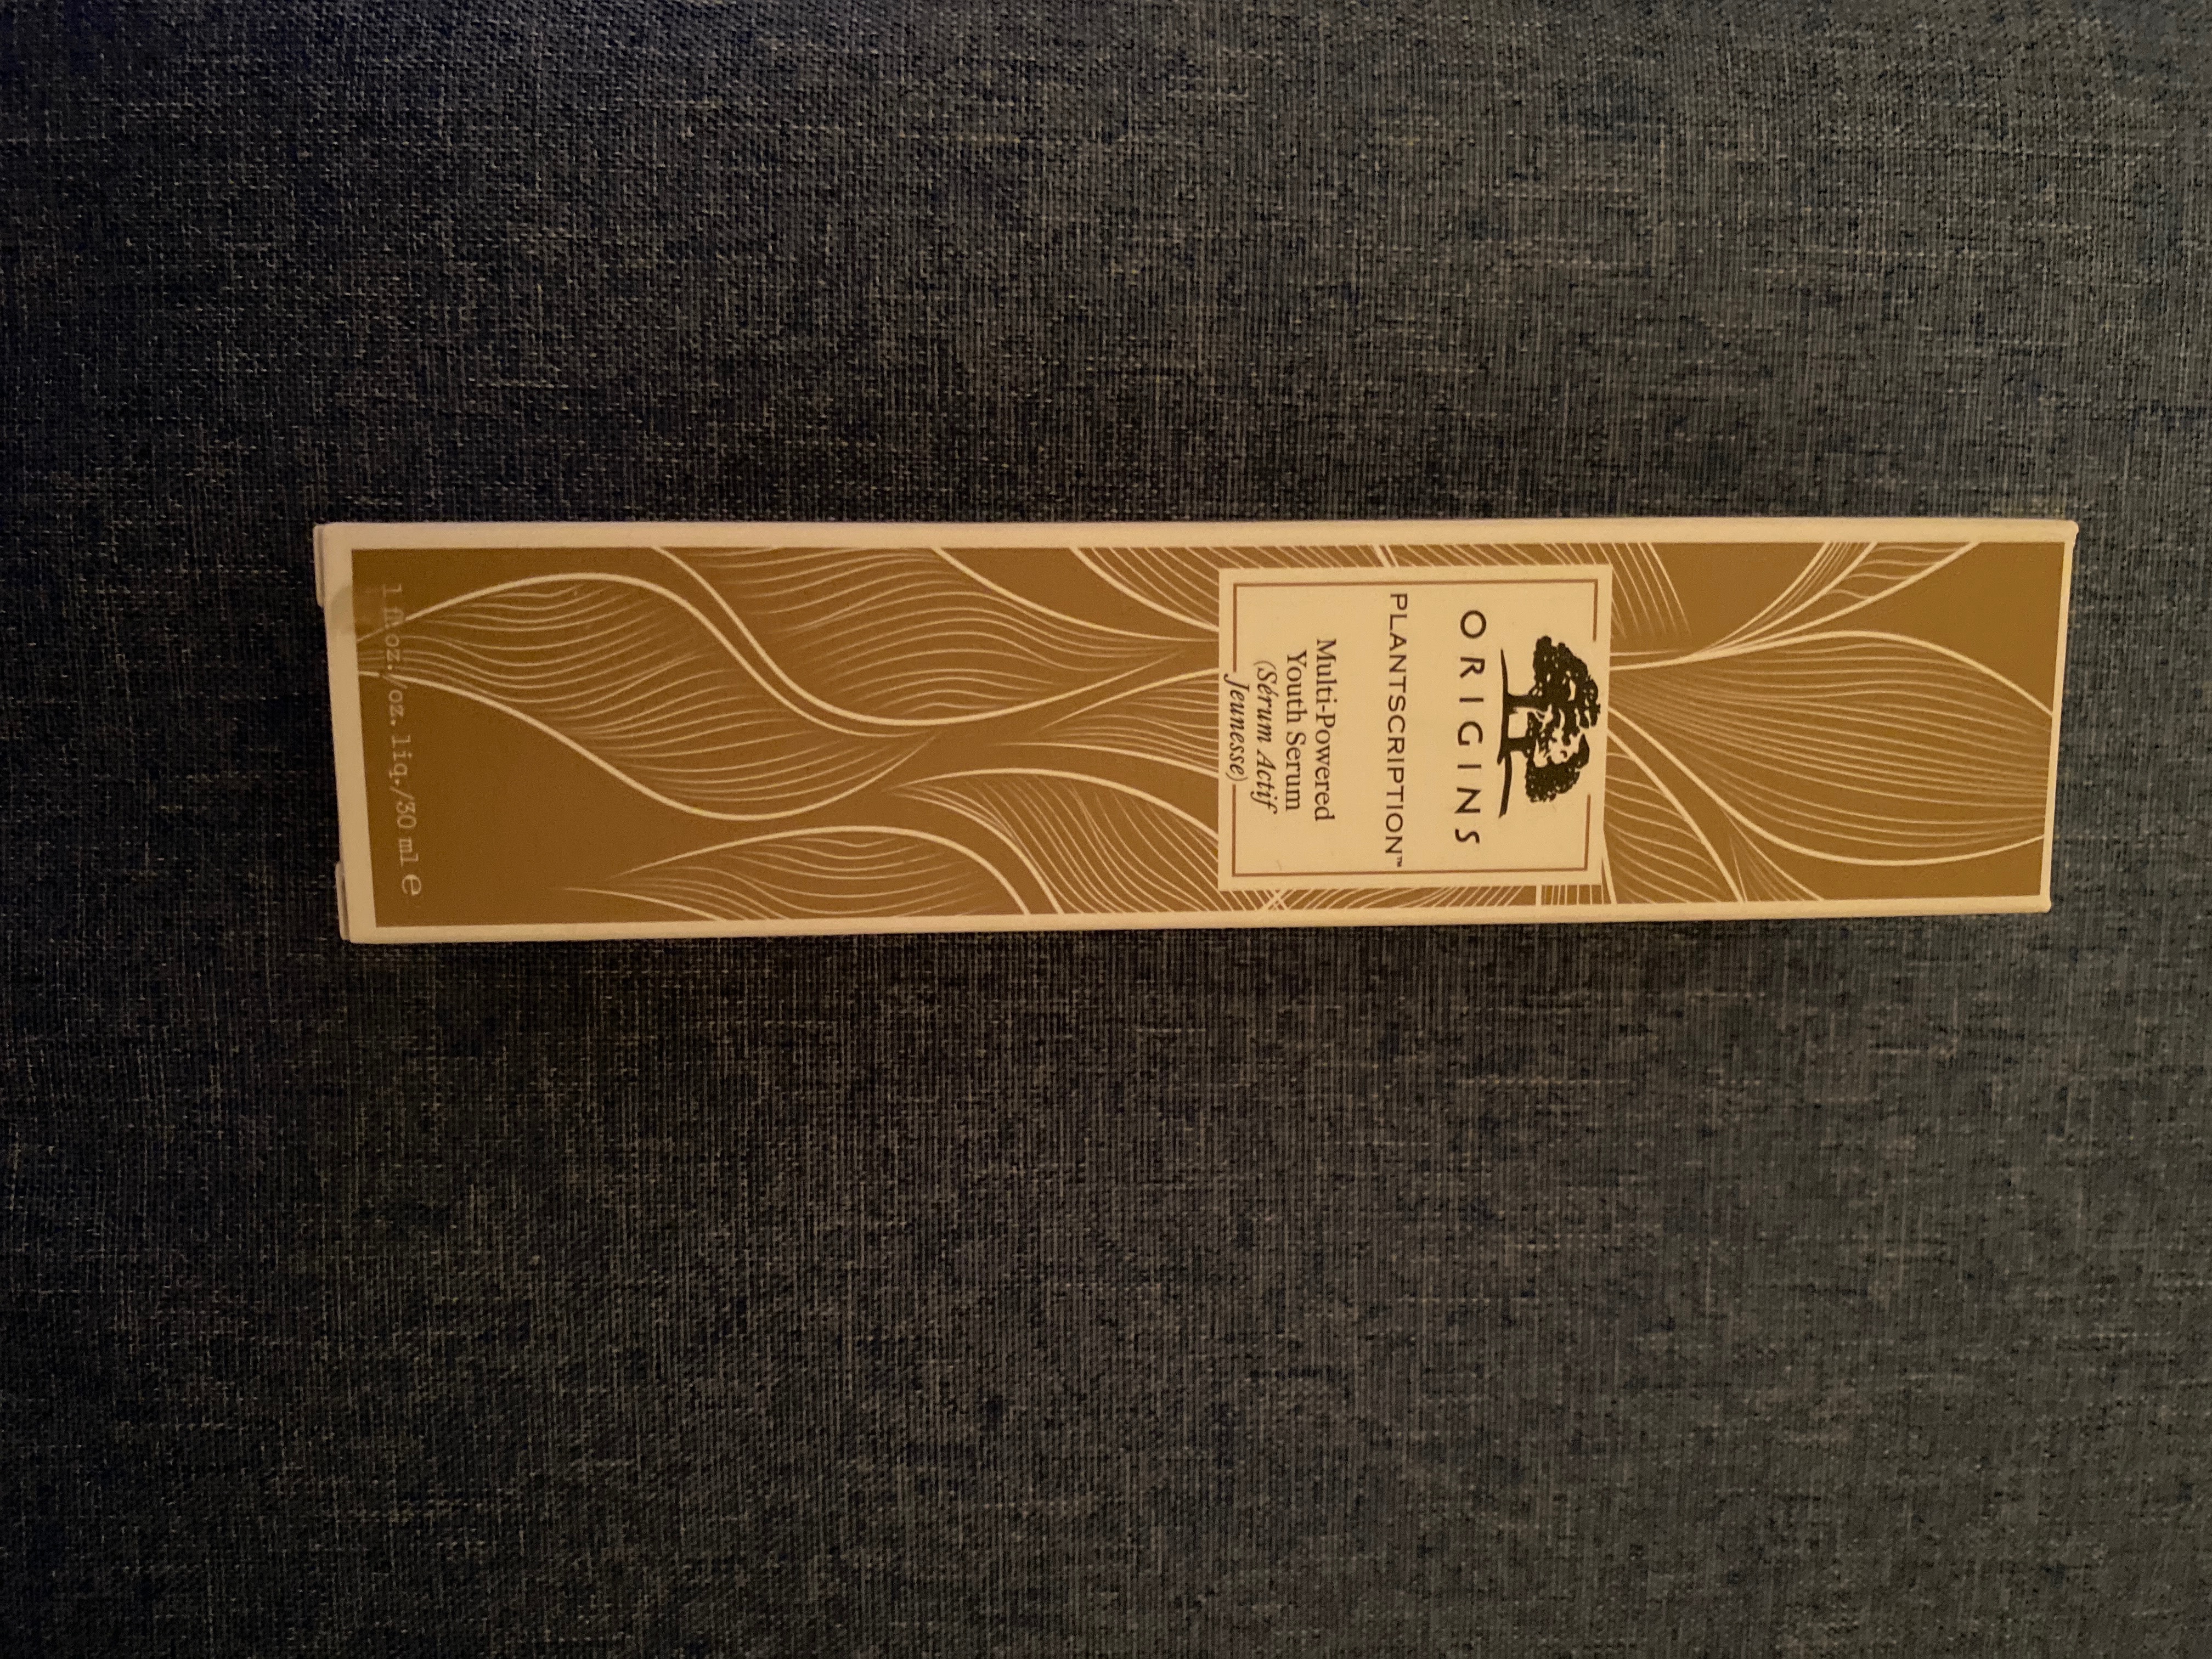 ORIGINS
PLANTSCRIPTION™
Multi-Powered
Youth Serum
(Sérum Actif
Jeunesse)
1 fl.oz./oz. liq./30 ml ℮